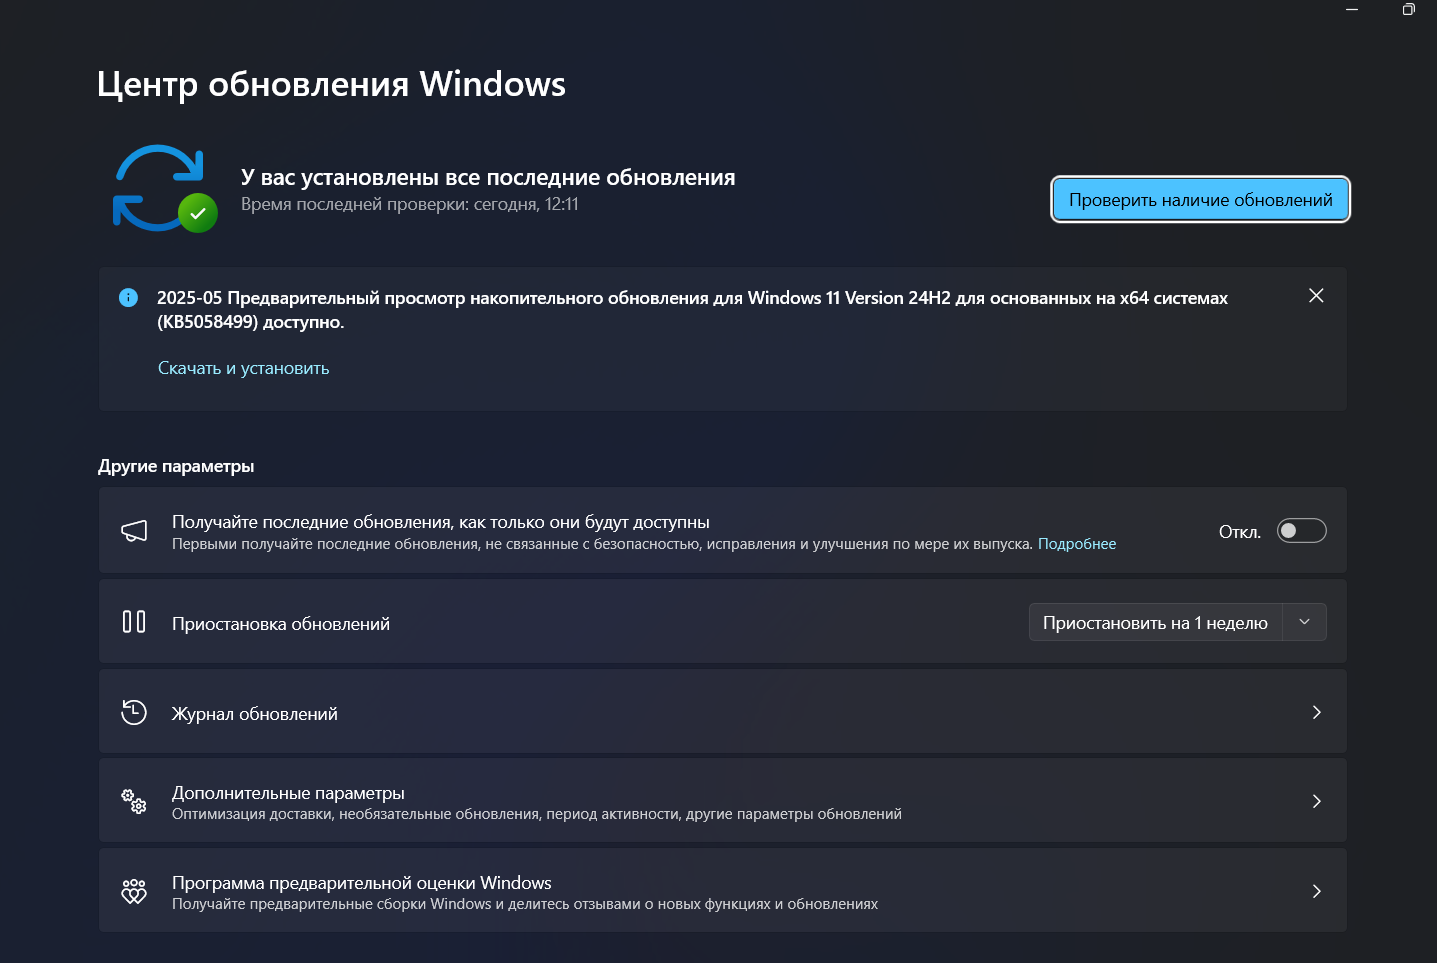 Центр обновления Windows
У вас установлены все последние обновления
Время последней проверки: сегодня, 12:11
Проверить наличие обновлений
2025-05 Предварительный просмотр накопительного обновления для Windows 11 Version 24H2 для основанных на x64 системах
(KB5058499) доступно.
Скачать и установить
Другие параметры
Получайте последние обновления, как только они будут доступны
Первыми получайте последние обновления, не связанные с безопасностью, исправления и улучшения по мере их выпуска. Подробнее
Откл.
Приостановка обновлений
Приостановить на 1 неделю
Журнал обновлений
Дополнительные параметры
Оптимизация доставки, необязательные обновления, период активности, другие параметры обновлений
Программа предварительной оценки Windows
Получайте предварительные сборки Windows и делитесь отзывами о новых функциях и обновлениях